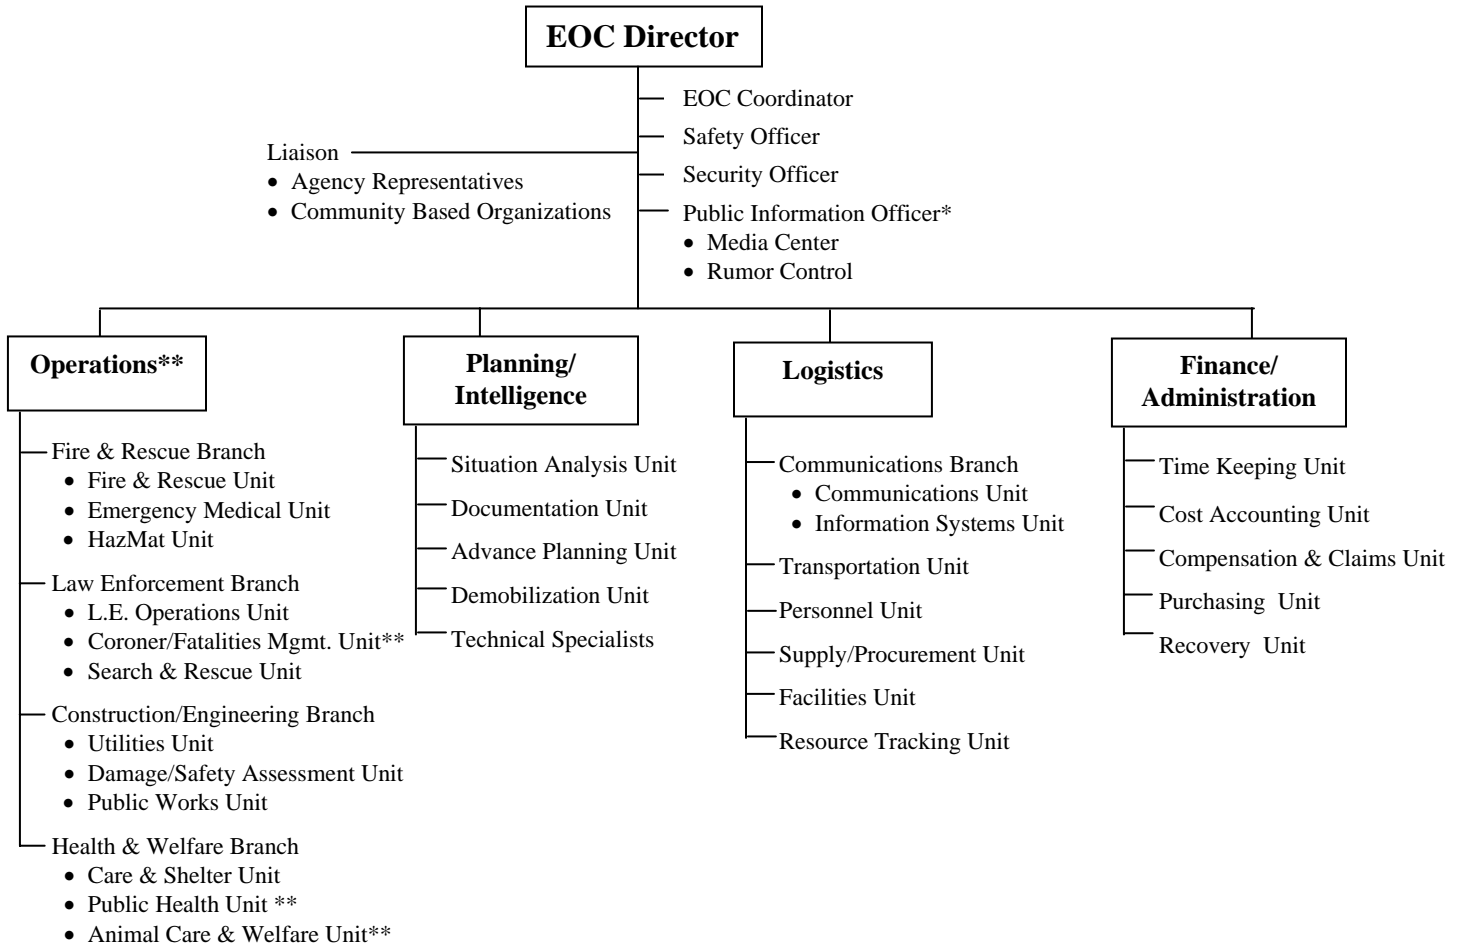 EOC Director
EOC Coordinator
Safety Officer
Security Officer
Public Information Officer*
• Media Center
• Rumor Control
Liaison
• Agency Representatives
• Community Based Organizations
Operations**
Fire & Rescue Branch
• Fire & Rescue Unit
• Emergency Medical Unit
• HazMat Unit
Law Enforcement Branch
• L.E. Operations Unit
• Coroner/Fatalities Mgmt. Unit**
• Search & Rescue Unit
Construction/Engineering Branch
• Utilities Unit
• Damage/Safety Assessment Unit
• Public Works Unit
Health & Welfare Branch
• Care & Shelter Unit
• Public Health Unit **
• Animal Care & Welfare Unit**
Planning/
Intelligence
Situation Analysis Unit
Documentation Unit
Advance Planning Unit
Demobilization Unit
Technical Specialists
Logistics
Communications Branch
• Communications Unit
• Information Systems Unit
Transportation Unit
Personnel Unit
Supply/Procurement Unit
Facilities Unit
Resource Tracking Unit
Finance/
Administration
Time Keeping Unit
Cost Accounting Unit
Compensation & Claims Unit
Purchasing  Unit
Recovery  Unit